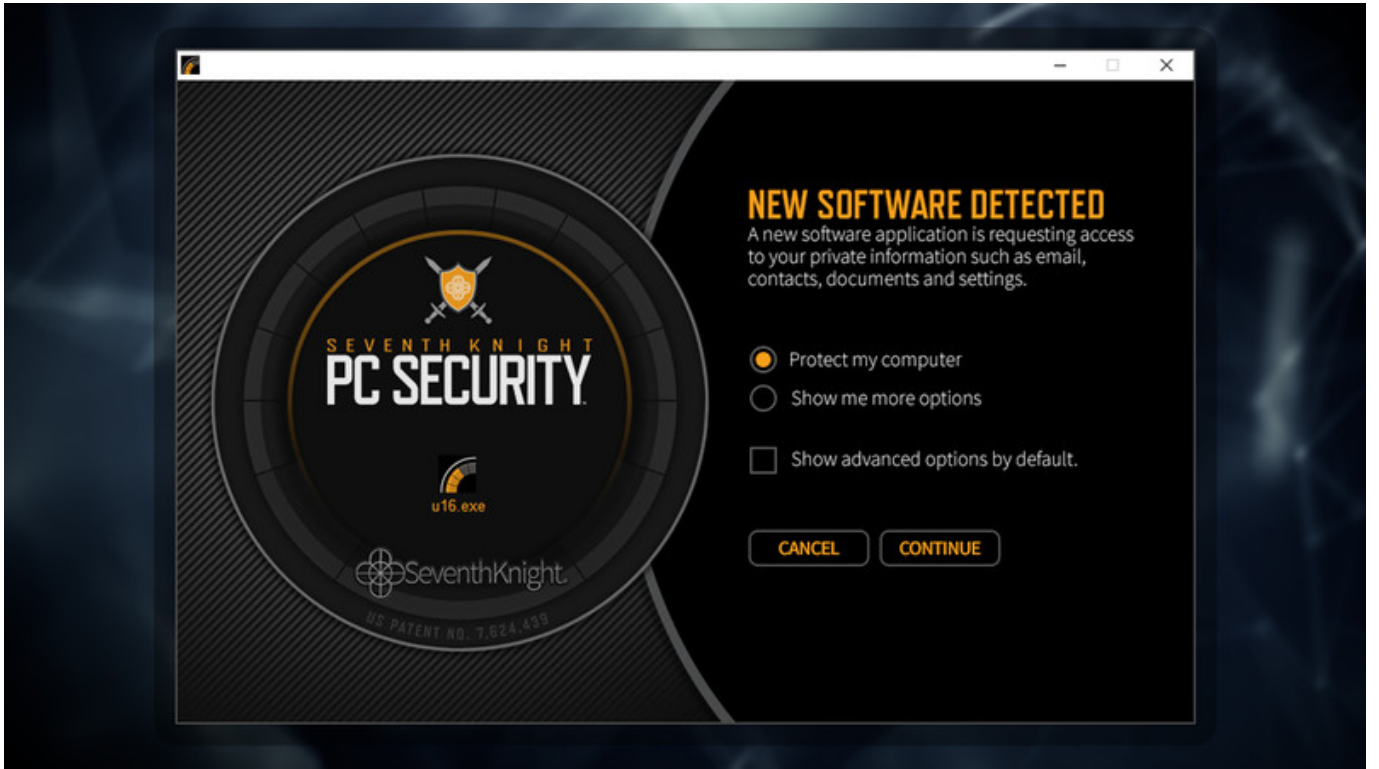 NEW SOFTWARE DETECTED
A new software application is requesting access
to your private information such as email,
contacts, documents and settings.
SEVENTH KNIGHT
PC SECURITY
u16.exe
SeventhKnight.
US PATENT NO. 7,624,439
Protect my computer
Show me more options
Show advanced options by default.
CANCEL
CONTINUE